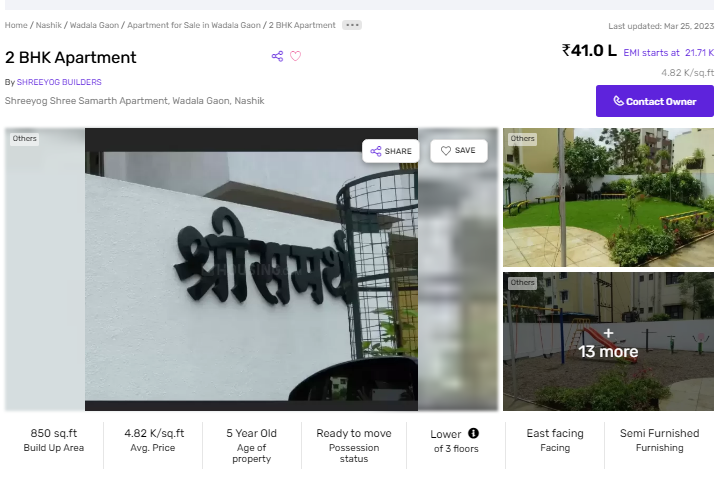 Home / Nashik / Wadala Gaon / Apartment for Sale in Wadala Gaon / 2 BHK Apartment
Last updated: Mar 25, 2023
2 BHK Apartment
₹41.0 L EMI starts at 21.71 K
4.82 K/sq.ft
By SHREEYOG BUILDERS
Shreeyog Shree Samarth Apartment, Wadala Gaon, Nashik
Contact Owner
Others
SHARE
SAVE
श्री समर्थ
HOUSING
Others
Others
+
13 more
850 sq.ft
Build Up Area
4.82 K/sq.ft
Avg. Price
5 Year Old
Age of
property
Ready to move
Possession
status
Lower
of 3 floors
East facing
Facing
Semi Furnished
Furnishing